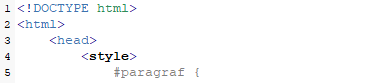 1 <!DOCTYPE html>
2 <html>
3     <head>
4         <style>
5             #paragraf {